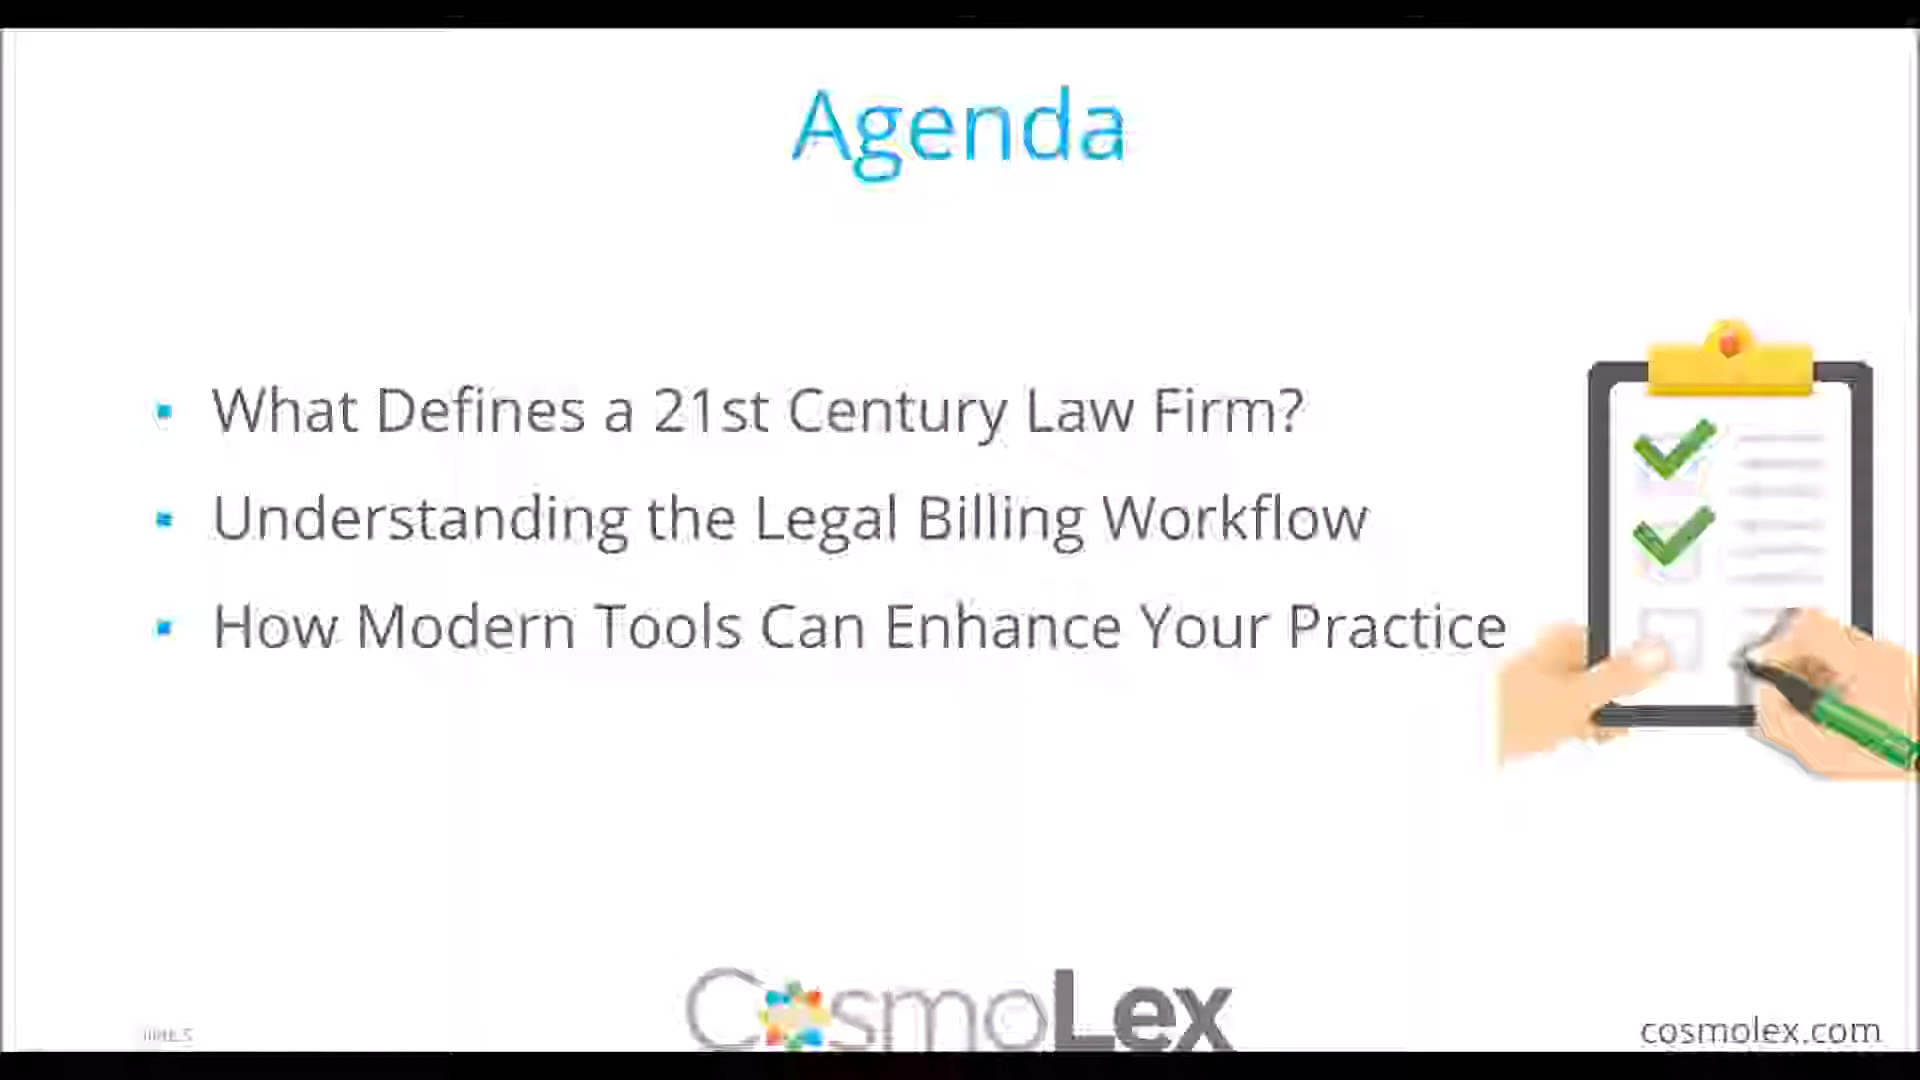 Agenda
What Defines a 21st Century Law Firm?
Understanding the Legal Billing Workflow
How Modern Tools Can Enhance Your Practice
CosmoLex
cosmolex.com